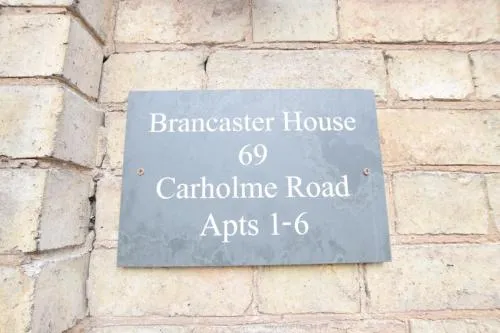 Brancaster House
69
Carholme Road
Apts 1-6